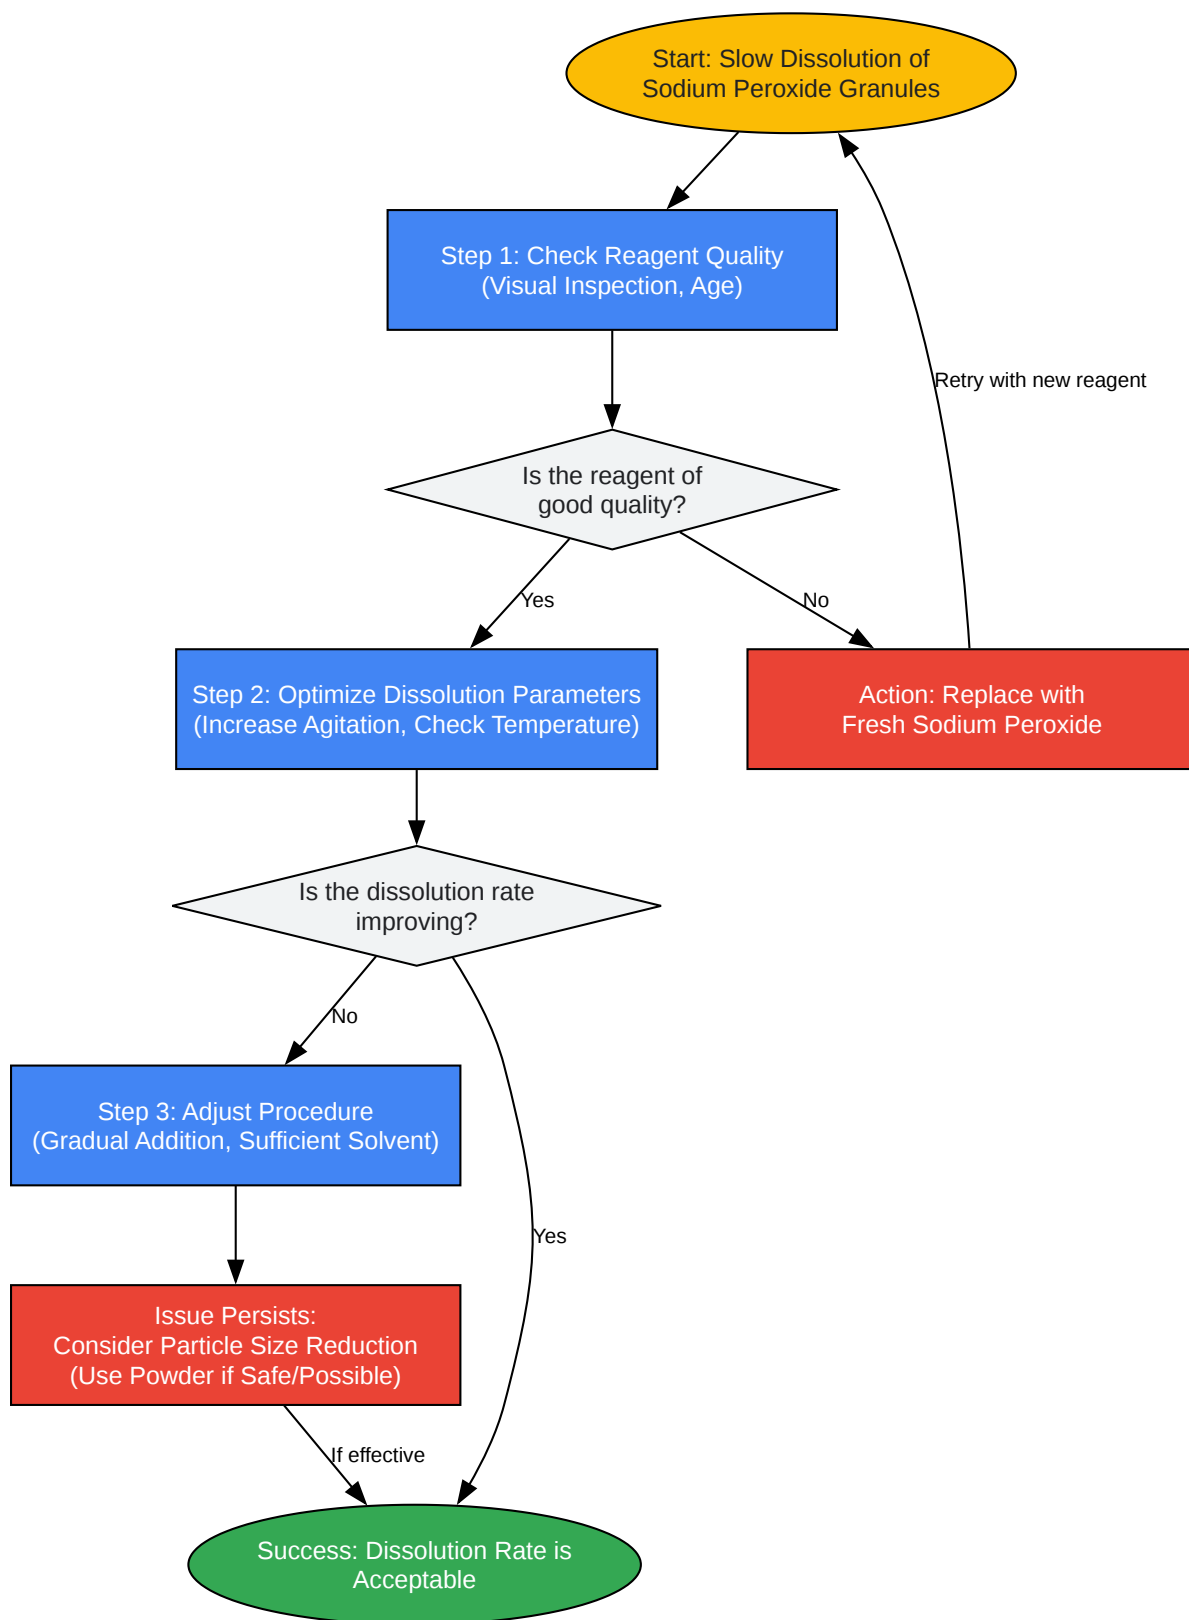 Start: Slow Dissolution of
Sodium Peroxide Granules
Step 1: Check Reagent Quality
(Visual Inspection, Age)
Retry with new reagent
Is the reagent of
good quality?
Yes
No
Step 2: Optimize Dissolution Parameters
(Increase Agitation, Check Temperature)
Action: Replace with
Fresh Sodium Peroxide
Is the dissolution rate
improving?
No
Step 3: Adjust Procedure
(Gradual Addition, Sufficient Solvent)
Yes
Issue Persists:
Consider Particle Size Reduction
(Use Powder if Safe/Possible)
If effective
Success: Dissolution Rate is
Acceptable